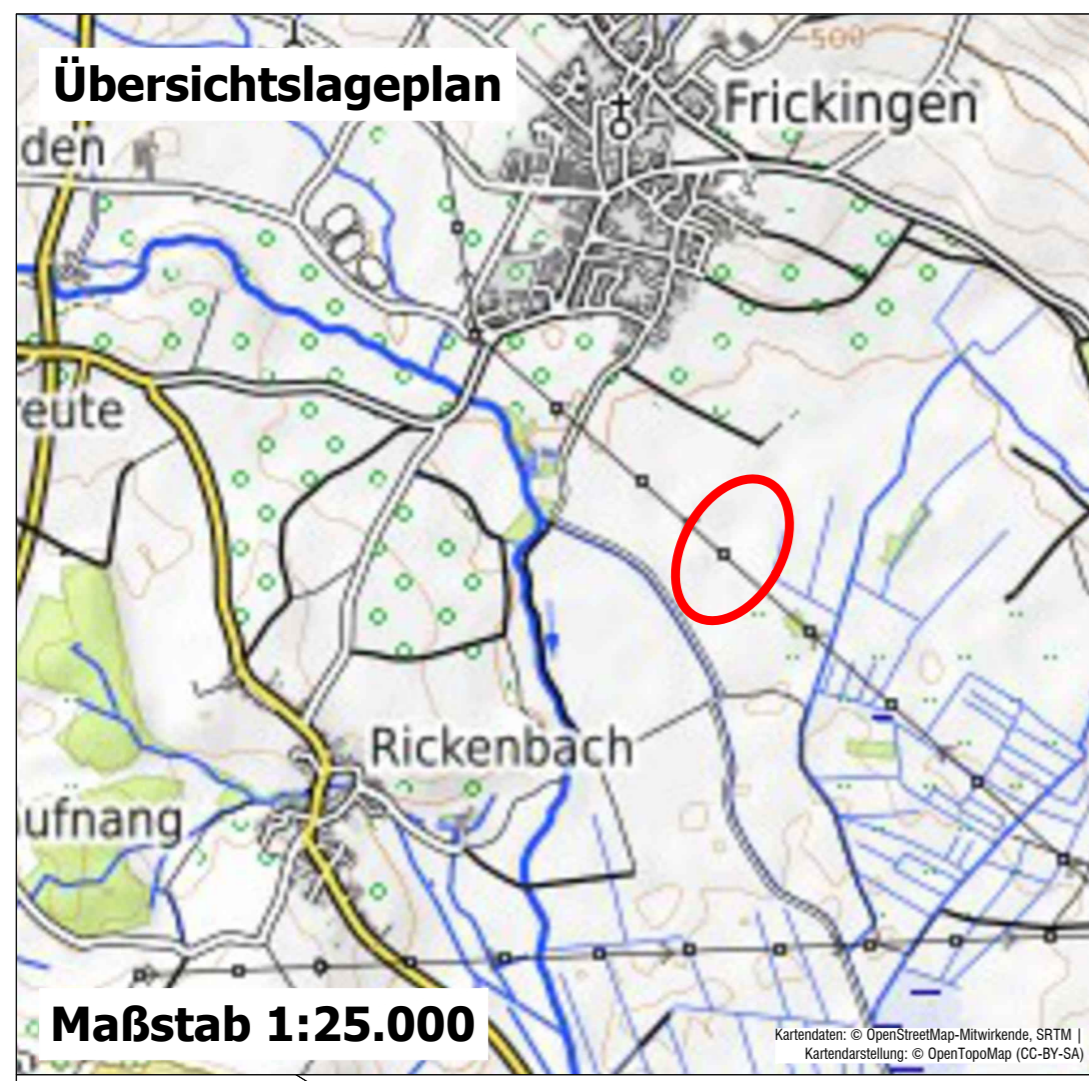 Übersichtslageplan
500
Frickingen
den
eute
Rickenbach
ufnang
Maßstab 1:25.000
Kartendaten: © OpenStreetMap-Mitwirkende, SRTM |
Kartendarstellung: © OpenTopoMap (CC-BY-SA)